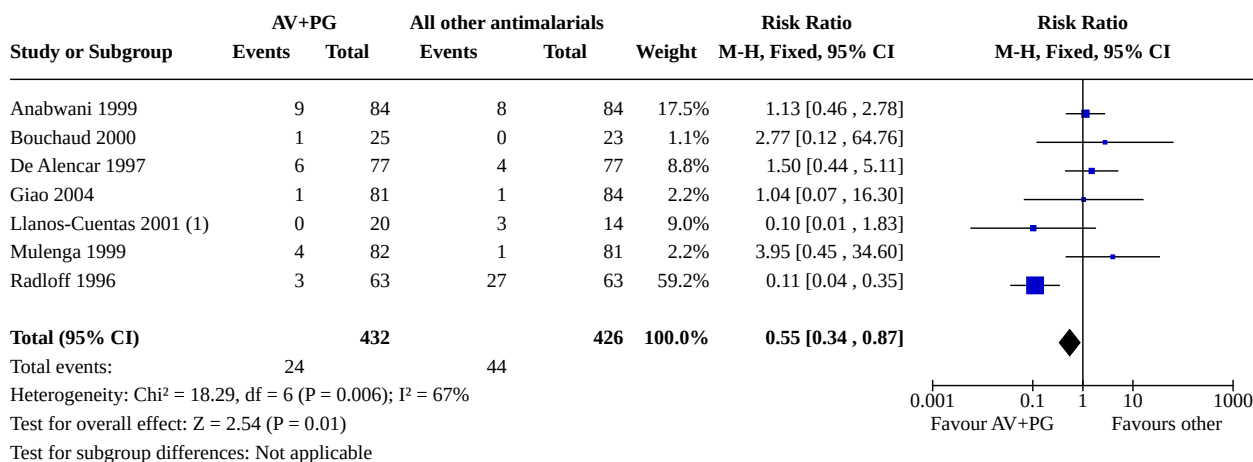 AV+PG All other antimalarials Risk Ratio Risk Ratio
Study or Subgroup Events Total Events Total Weight M-H, Fixed, 95% CI M-H, Fixed, 95% CI
Anabwani 1999 9 84 8 84 17.5% 1.13 [0.46 , 2.78]
Bouchaud 2000 1 25 0 23 1.1% 2.77 [0.12 , 64.76]
De Alencar 1997 6 77 4 77 8.8% 1.50 [0.44 , 5.11]
Giao 2004 1 81 1 84 2.2% 1.04 [0.07 , 16.30]
Llanos-Cuentas 2001 (1) 0 20 3 14 9.0% 0.10 [0.01 , 1.83]
Mulenga 1999 4 82 1 81 2.2% 3.95 [0.45 , 34.60]
Radloff 1996 3 63 27 63 59.2% 0.11 [0.04 , 0.35]
Total (95% CI) 432 426 100.0% 0.55 [0.34 , 0.87]
Total events: 24 44
Heterogeneity: Chi² = 18.29, df = 6 (P = 0.006); I² = 67%
0.001 0.1 1 10 1000
Test for overall effect: Z = 2.54 (P = 0.01) Favour AV+PG Favours other
Test for subgroup differences: Not applicable